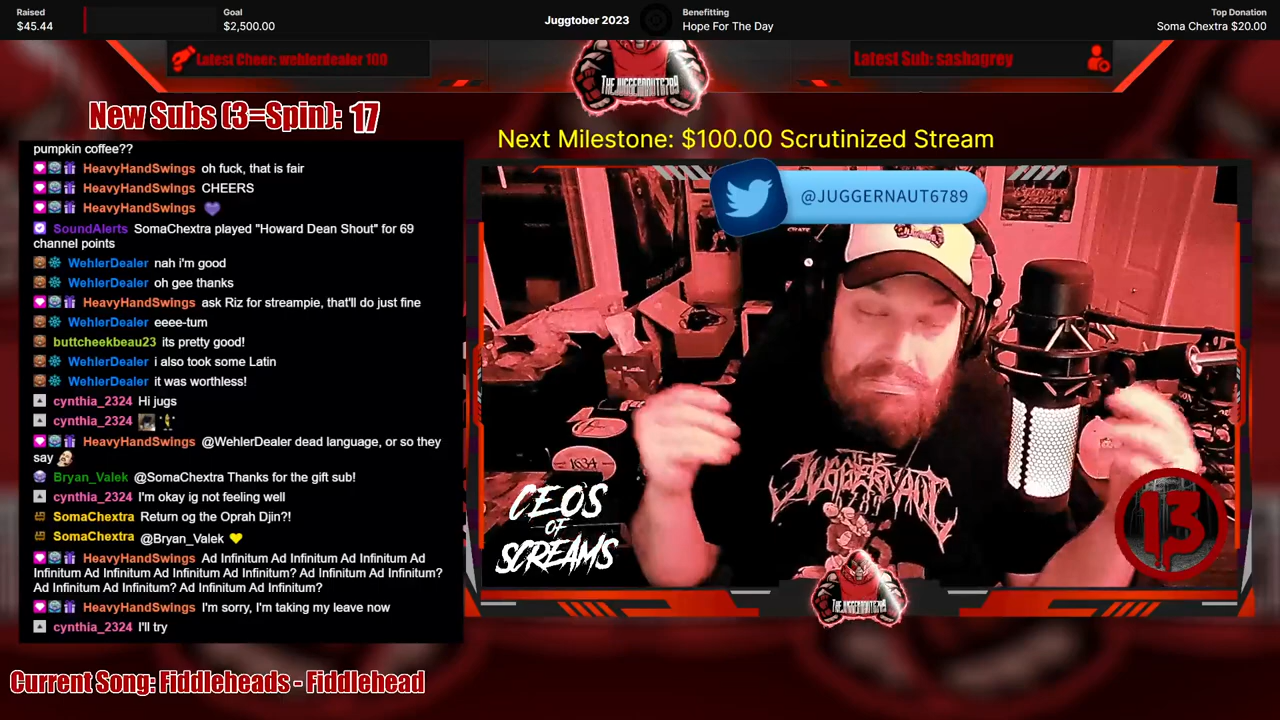 Raised
$45.44
Goal
$2,500.00
Juggtober 2023
Benefitting
Hope For The Day
Top Donation
Soma Chextra $20.00
Latest Cheer: wehlerdealer 100
THEJUGGERNAUT6789
Latest Sub: sashagrey
New Subs (3=Spin): 17
Next Milestone: $100.00 Scrutinized Stream
pumpkin coffee??
HeavyHandSwings oh fuck, that is fair
HeavyHandSwings CHEERS
HeavyHandSwings
SoundAlerts SomaChextra played "Howard Dean Shout" for 69
channel points
WehlerDealer nah i'm good
WehlerDealer oh gee thanks
HeavyHandSwings ask Riz for streampie, that'll do just fine
WehlerDealer eeee-tum
buttcheekbeau23 its pretty good!
WehlerDealer i also took some Latin
WehlerDealer it was worthless!
cynthia_2324 Hi jugs
cynthia_2324
HeavyHandSwings @WehlerDealer dead language, or so they
say
Bryan_Valek @SomaChextra Thanks for the gift sub!
cynthia_2324 I'm okay ig not feeling well
SomaChextra Return og the Oprah Djin?!
SomaChextra @Bryan_Valek
HeavyHandSwings Ad Infinitum Ad Infinitum Ad Infinitum Ad
Infinitum Ad Infinitum Ad Infinitum Ad Infinitum? Ad Infinitum Ad Infinitum?
Ad Infinitum Ad Infinitum? Ad Infinitum Ad Infinitum?
HeavyHandSwings I'm sorry, I'm taking my leave now
cynthia_2324 I'll try
@JUGGERNAUT6789
1634
THE
JUGGERNAUT
6789
CEOS
OF
SCREAMS
13
THEJUGGERNAUT6789
Current Song: Fiddleheads - Fiddlehead